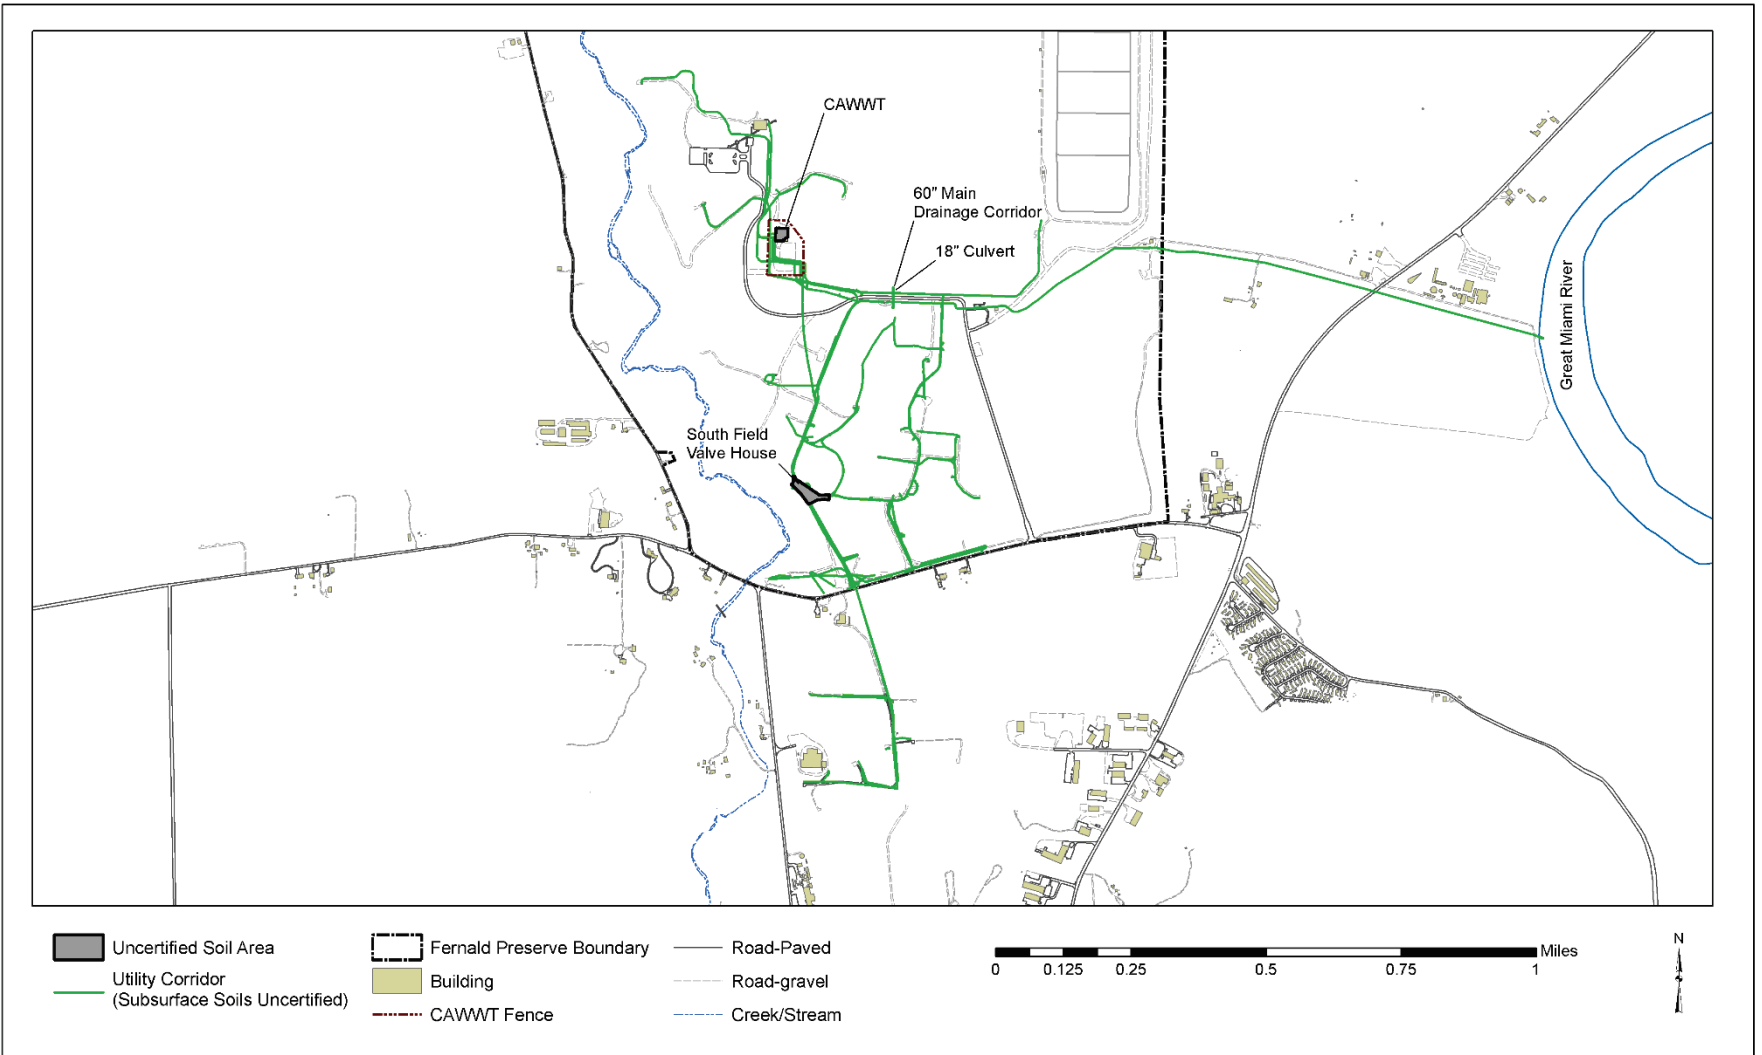 CAWWT
60" Main
Drainage Corridor
18" Culvert
Great Miami River
South Field
Valve House
Uncertified Soil Area
Utility Corridor
(Subsurface Soils Uncertified)
Fernald Preserve Boundary
Building
CAWWT Fence
Road-Paved
Road-gravel
Creek/Stream
Miles
0 0.125 0.25 0.5 0.75 1
N